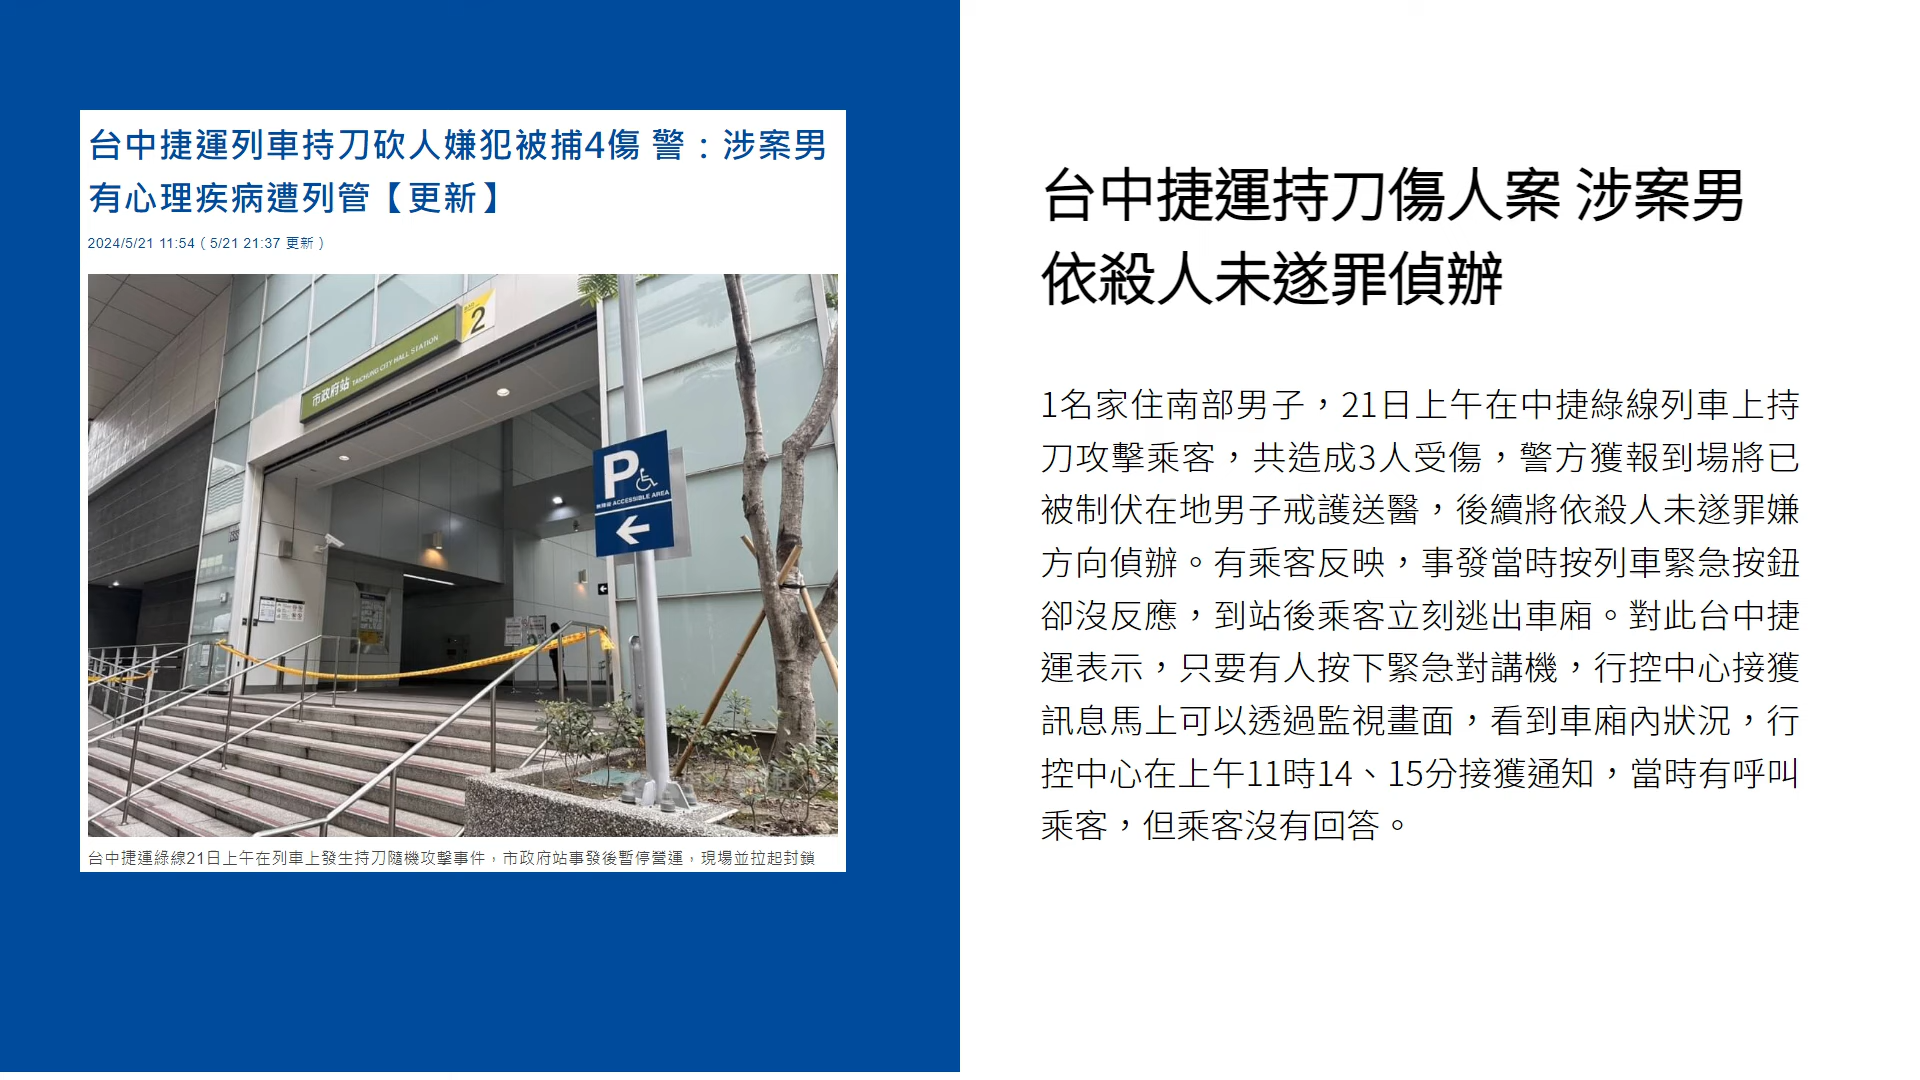 台中捷運列車持刀砍人嫌犯被捕4傷 警：涉案男
有心理疾病遭列管【更新】
2024/5/21 11:54（5/21 21:37 更新）
市政府站 TAICHUNG CITY HALL STATION
2
P
ACCESSIBLE AREA
台中捷運綠線21日上午在列車上發生持刀隨機攻擊事件，市政府站事發後暫停營運，現場並拉起封鎖
台中捷運持刀傷人案 涉案男
依殺人未遂罪偵辦
1名家住南部男子，21日上午在中捷綠線列車上持
刀攻擊乘客，共造成3人受傷，警方獲報到場將已
被制伏在地男子戒護送醫，後續將依殺人未遂罪嫌
方向偵辦。有乘客反映，事發當時按列車緊急按鈕
卻沒反應，到站後乘客立刻逃出車廂。對此台中捷
運表示，只要有人按下緊急對講機，行控中心接獲
訊息馬上可以透過監視畫面，看到車廂內狀況，行
控中心在上午11時14、15分接獲通知，當時有呼叫
乘客，但乘客沒有回答。